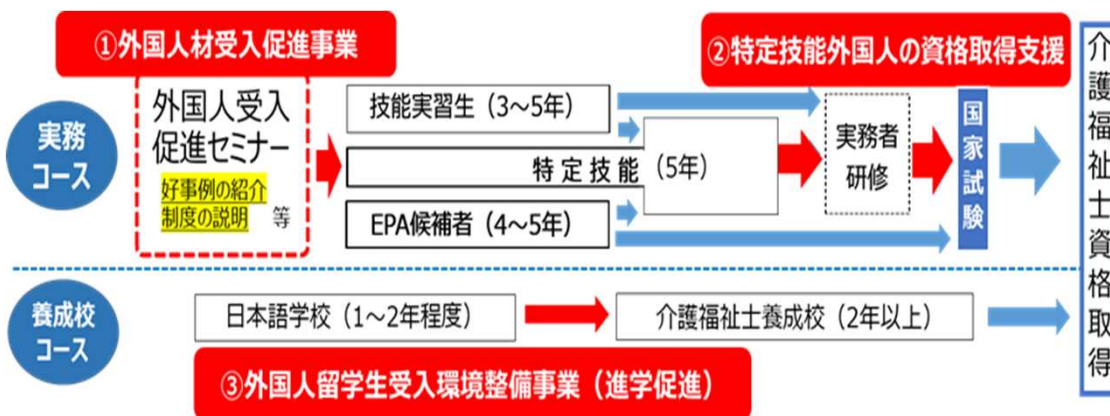 ①外国人材受入促進事業
②特定技能外国人の資格取得支援
実務
コース
外国人受入
促進セミナー
好事例の紹介
制度の説明 等
技能実習生（3～5年）
特定技能（5年）
EPA候補者（4～5年）
実務者
研修
国家試験
介護福祉士資格取得
養成校
コース
日本語学校（1～2年程度）
介護福祉士養成校（2年以上）
③外国人留学生受入環境整備事業（進学促進）